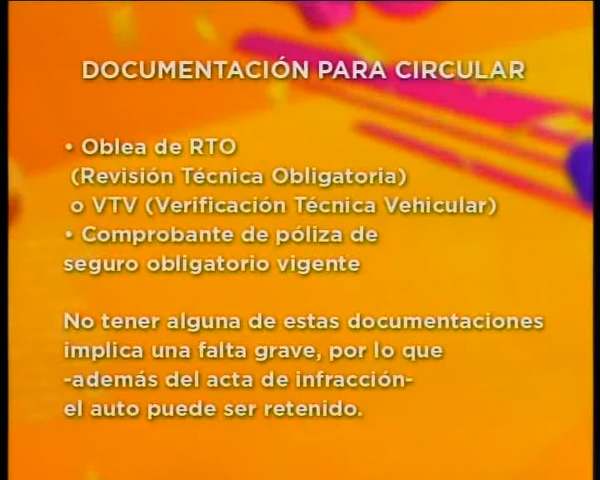 DOCUMENTACIÓN PARA CIRCULAR
• Oblea de RTO
(Revisión Técnica Obligatoria)
o VTV (Verificación Técnica Vehicular)
• Comprobante de póliza de
seguro obligatorio vigente
No tener alguna de estas documentaciones
implica una falta grave, por lo que
-además del acta de infracción-
el auto puede ser retenido.